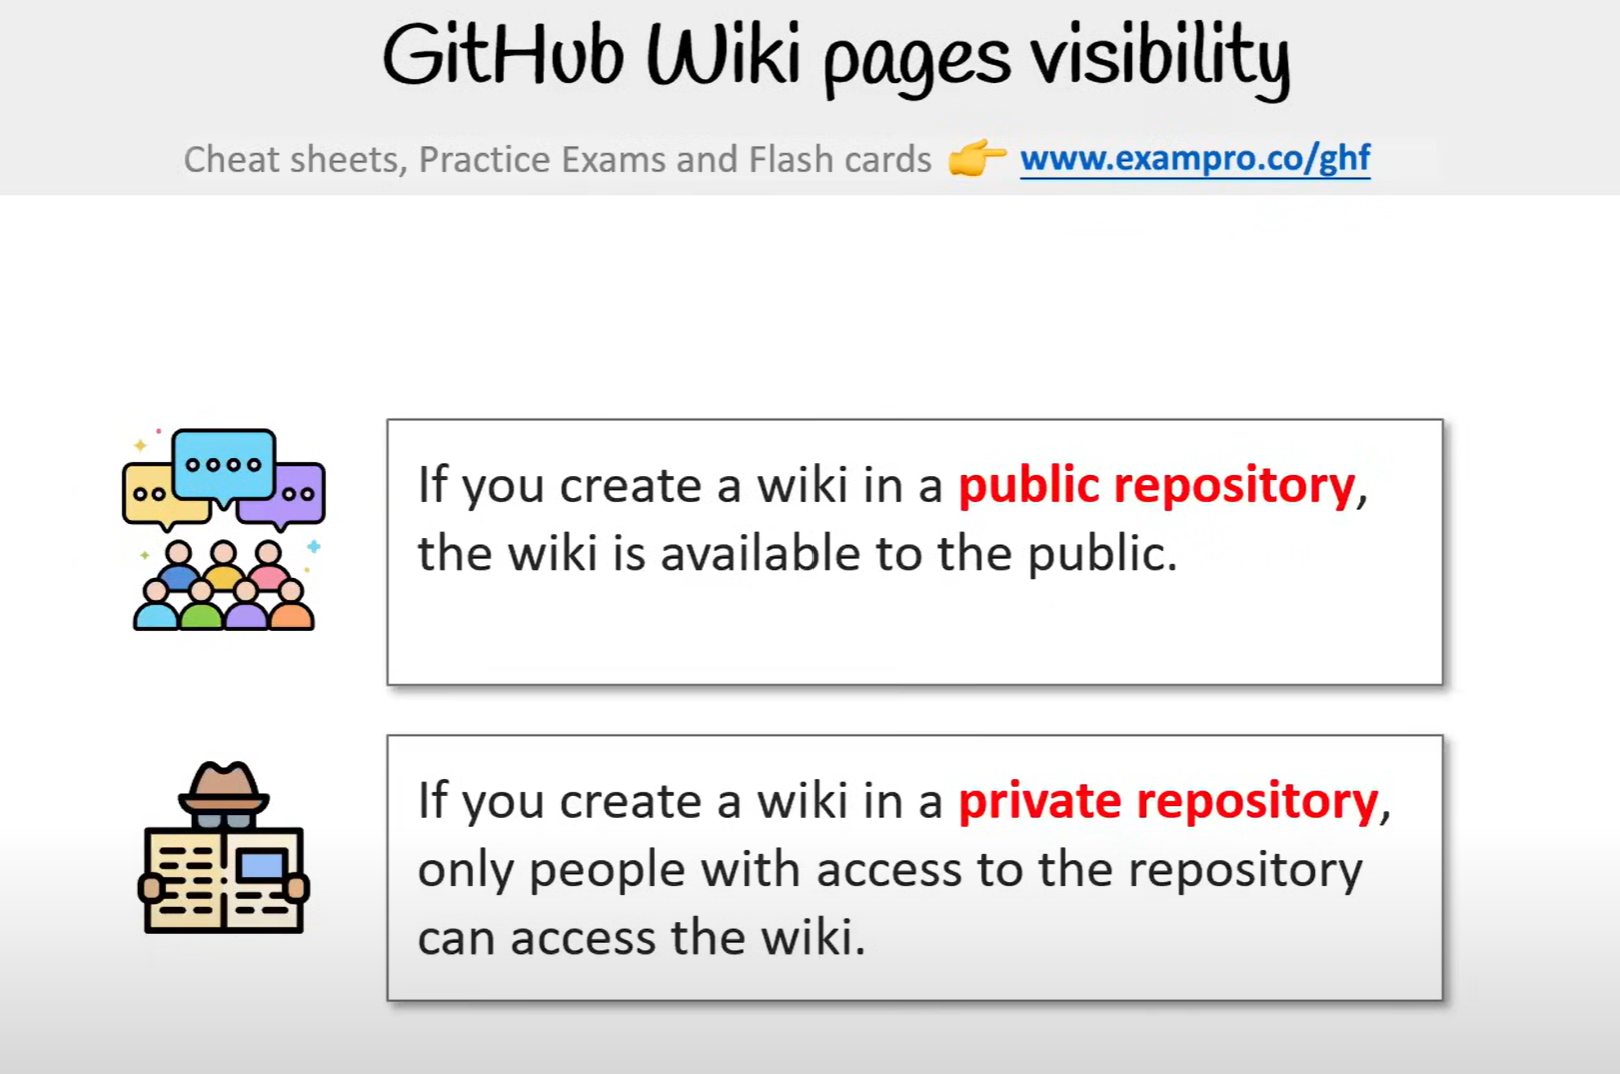 GitHub Wiki pages visibility
Cheat sheets, Practice Exams and Flash cards 👉 www.exampro.co/ghf
If you create a wiki in a public repository,
the wiki is available to the public.
If you create a wiki in a private repository,
only people with access to the repository
can access the wiki.